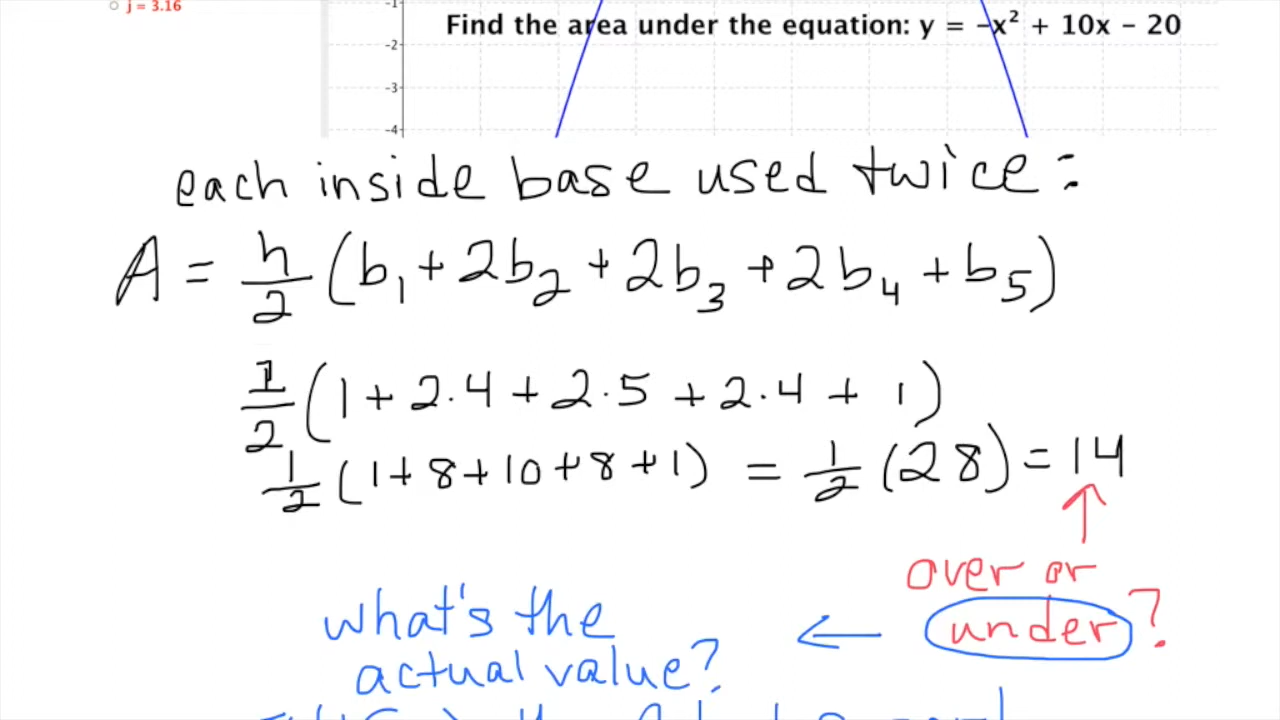 j = 3.16
-1
Find the area under the equation: y = -x² + 10x - 20
-2
-3
-4
each inside base used twice:
A = h/2 (b₁ + 2b₂ + 2b₃ + 2b₄ + b₅)
1/2 (1 + 2·4 + 2·5 + 2·4 + 1)
1/2 (1 + 8 + 10 + 8 + 1) = 1/2 (28) = 14
over or
what's the ← under?
actual value?